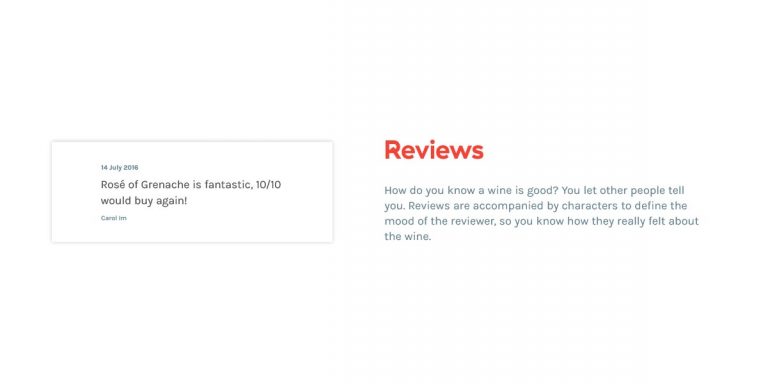 14 July 2016
Rosé of Grenache is fantastic, 10/10
would buy again!
Carol Im
Reviews
How do you know a wine is good? You let other people tell
you. Reviews are accompanied by characters to define the
mood of the reviewer, so you know how they really felt about
the wine.